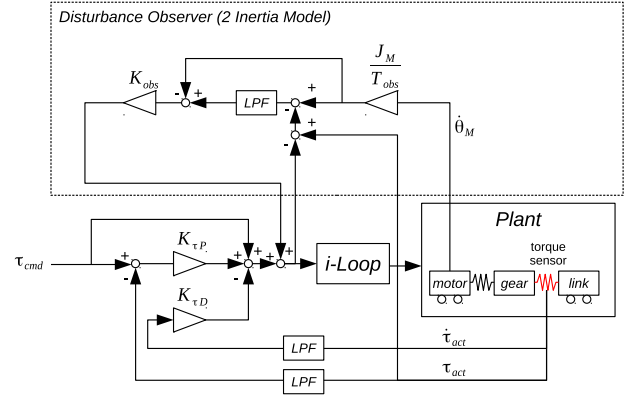 Disturbance Observer (2 Inertia Model)
J_M
T_obs
K_obs
+
-
+
LPF
-
+
+
-
θ̇_M
Plant
torque
sensor
motor
gear
link
τ_cmd
+
-
K_τP
+
+
-
+
+
i-Loop
K_τD
LPF
τ̇_act
LPF
τ_act